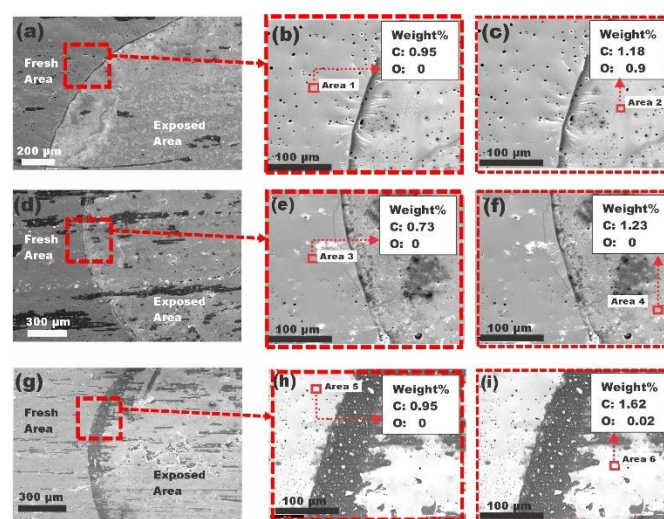 (a)
Fresh
Area
Exposed
Area
200 µm
(b)
Weight%
C: 0.95
O: 0
Area 1
100 µm
(c)
Weight%
C: 1.18
O: 0.9
Area 2
100 µm
(d)
Fresh
Area
Exposed
Area
300 µm
(e)
Weight%
C: 0.73
O: 0
Area 3
100 µm
(f)
Weight%
C: 1.23
O: 0
Area 4
100 µm
(g)
Fresh
Area
Exposed
Area
300 µm
(h)
Area 5
Weight%
C: 0.95
O: 0
100 µm
(i)
Weight%
C: 1.62
O: 0.02
Area 6
100 µm